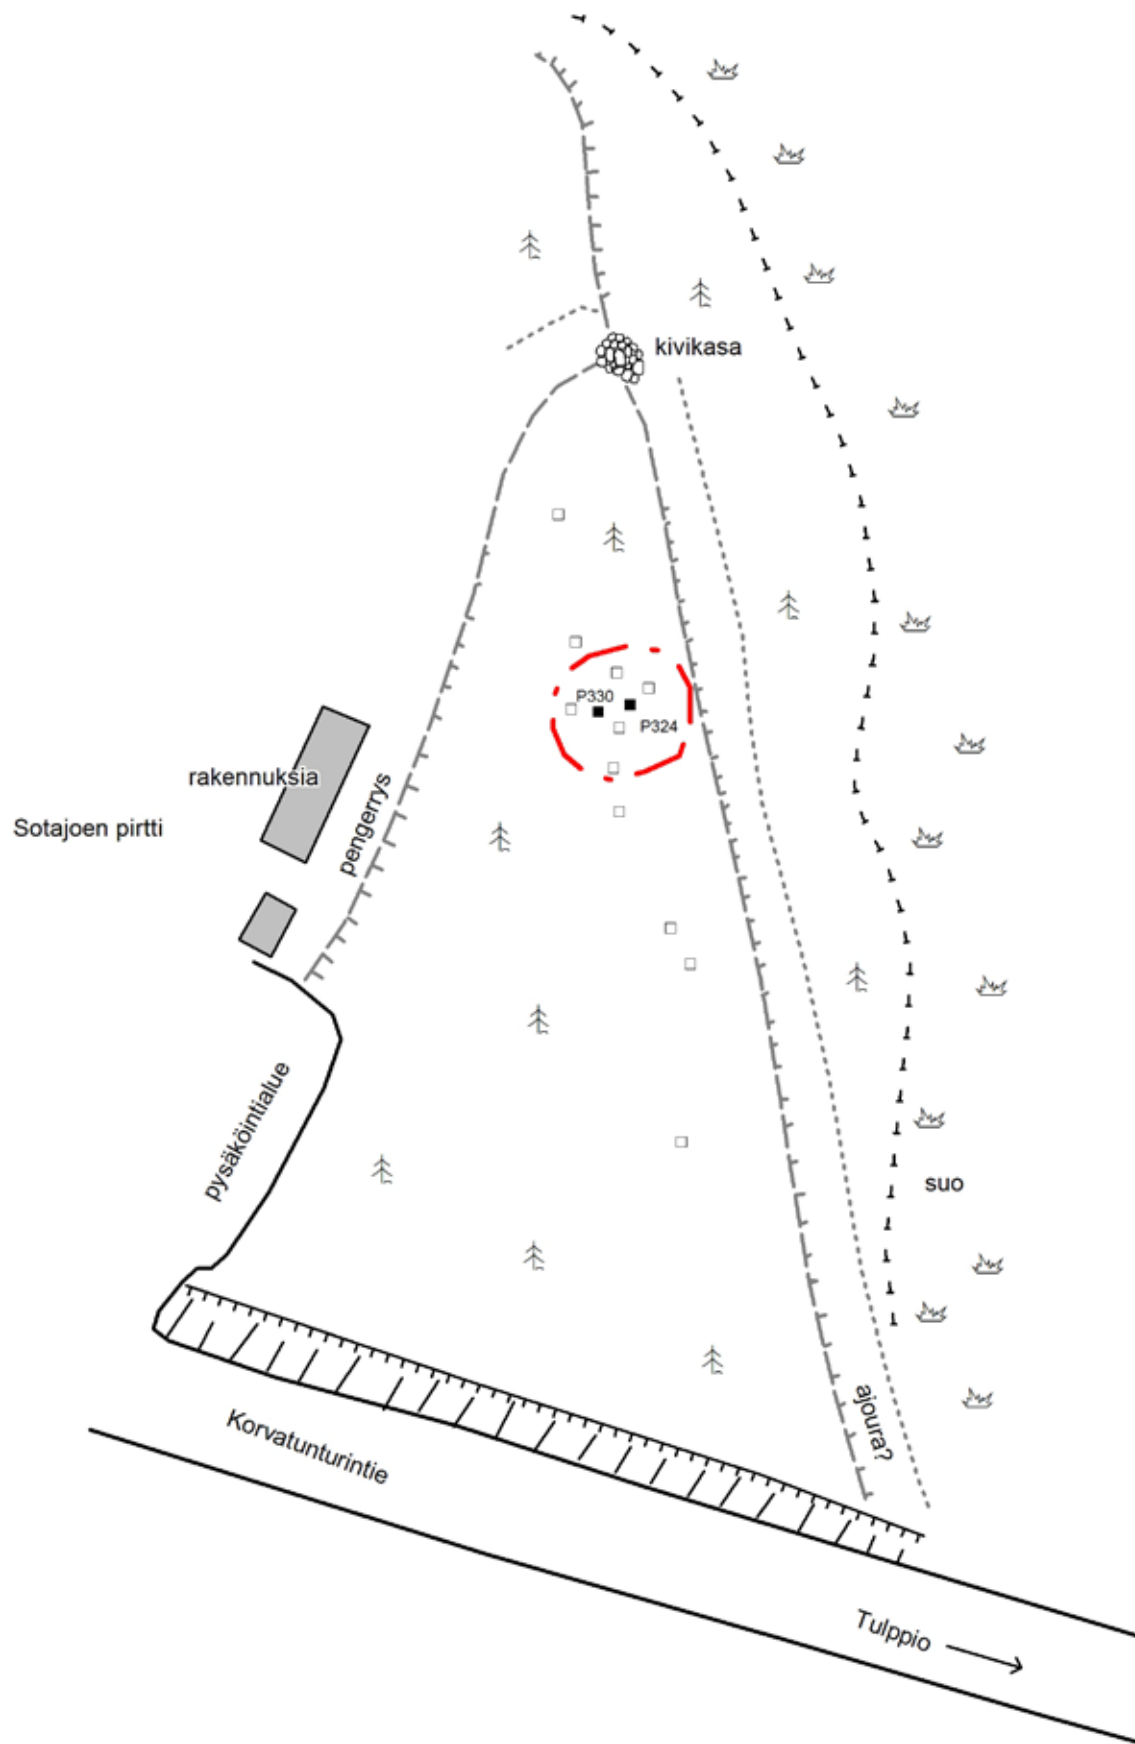 kivikasa
P330
P324
rakennuksia
pengerrys
Sotajoen pirtti
pysäköintialue
suo
ajoura?
Korvatunturintie
Tulppio